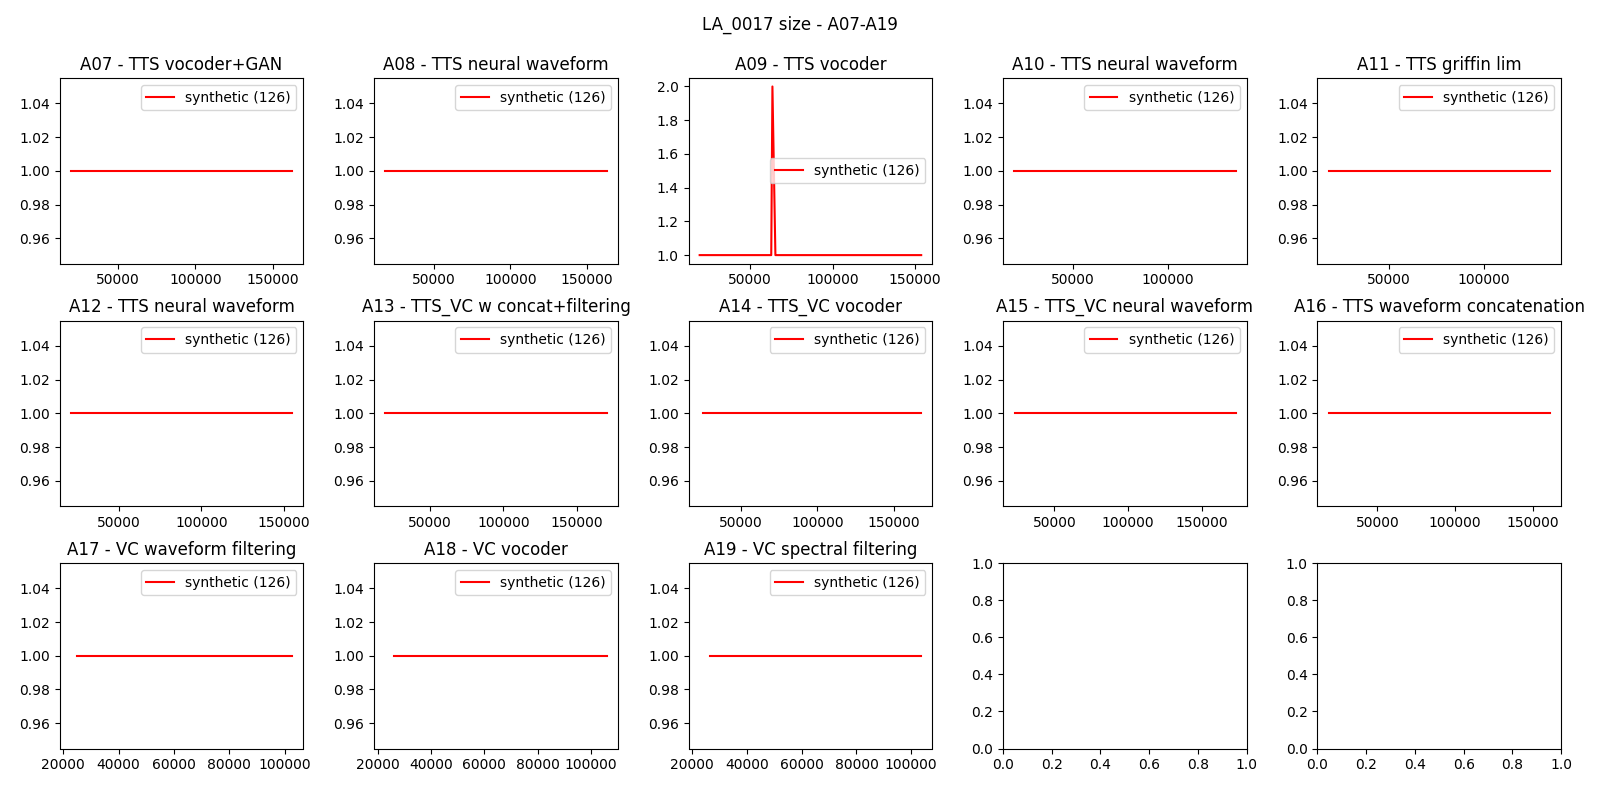 LA_0017 size - A07-A19
A07 - TTS vocoder+GAN
synthetic (126)
1.04
1.02
1.00
0.98
0.96
50000 100000 150000
A08 - TTS neural waveform
synthetic (126)
1.04
1.02
1.00
0.98
0.96
50000 100000 150000
A09 - TTS vocoder
synthetic (126)
2.0
1.8
1.6
1.4
1.2
1.0
50000 100000 150000
A10 - TTS neural waveform
synthetic (126)
1.04
1.02
1.00
0.98
0.96
50000 100000
A11 - TTS griffin lim
synthetic (126)
1.04
1.02
1.00
0.98
0.96
50000 100000
A12 - TTS neural waveform
synthetic (126)
1.04
1.02
1.00
0.98
0.96
50000 100000 150000
A13 - TTS_VC w concat+filtering
synthetic (126)
1.04
1.02
1.00
0.98
0.96
50000 100000 150000
A14 - TTS_VC vocoder
synthetic (126)
1.04
1.02
1.00
0.98
0.96
50000 100000 150000
A15 - TTS_VC neural waveform
synthetic (126)
1.04
1.02
1.00
0.98
0.96
50000 100000 150000
A16 - TTS waveform concatenation
synthetic (126)
1.04
1.02
1.00
0.98
0.96
50000 100000 150000
A17 - VC waveform filtering
synthetic (126)
1.04
1.02
1.00
0.98
0.96
20000 40000 60000 80000 100000
A18 - VC vocoder
synthetic (126)
1.04
1.02
1.00
0.98
0.96
20000 40000 60000 80000 100000
A19 - VC spectral filtering
synthetic (126)
1.04
1.02
1.00
0.98
0.96
20000 40000 60000 80000 100000
1.0
0.8
0.6
0.4
0.2
0.0
0.0 0.2 0.4 0.6 0.8 1.0
1.0
0.8
0.6
0.4
0.2
0.0
0.0 0.2 0.4 0.6 0.8 1.0